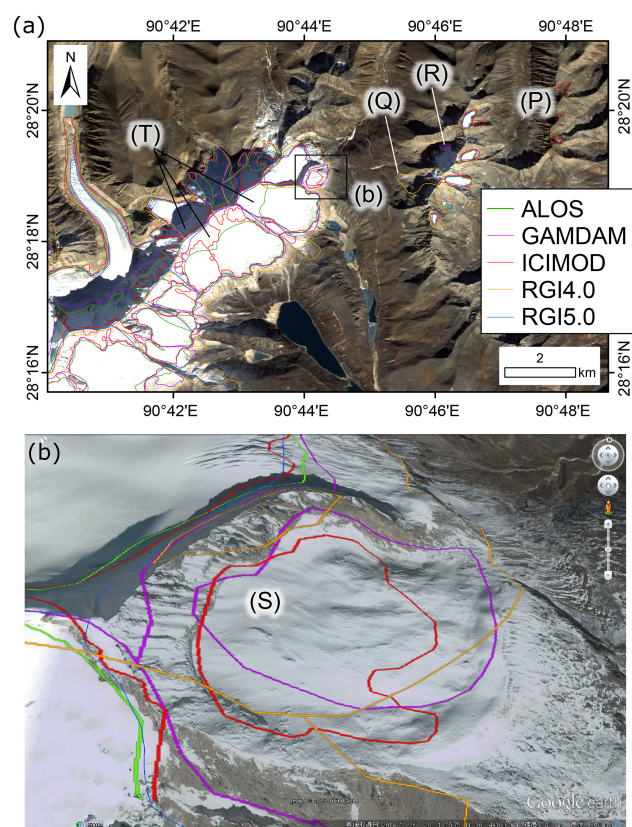 (a)
90°42'E 90°44'E 90°46'E 90°48'E
N
(R)
(P)
(Q)
(T)
(b)
28°20'N 28°20'N
28°18'N
28°16'N 28°16'N
ALOS
GAMDAM
ICIMOD
RGI4.0
RGI5.0
2
km
90°42'E 90°44'E 90°46'E 90°48'E
(b)
(S)
Google earth